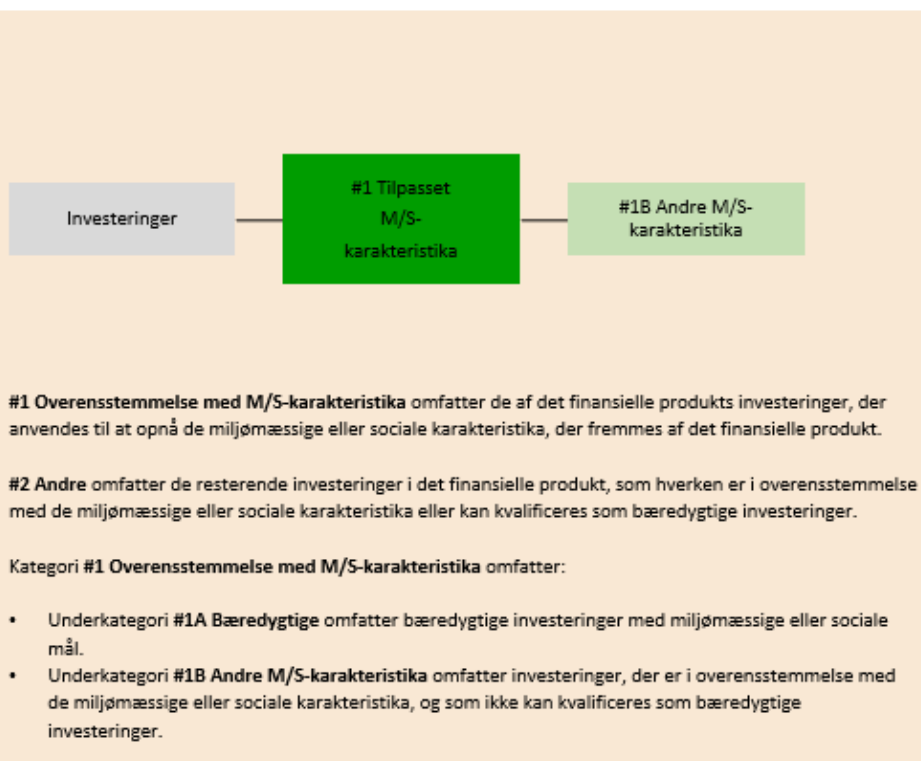 Investeringer
#1 Tilpasset
M/S-
karakteristika
#1B Andre M/S-
karakteristika
#1 Overensstemmelse med M/S-karakteristika omfatter de af det finansielle produkts investeringer, der
anvendes til at opnå de miljømæssige eller sociale karakteristika, der fremmes af det finansielle produkt.
#2 Andre omfatter de resterende investeringer i det finansielle produkt, som hverken er i overensstemmelse
med de miljømæssige eller sociale karakteristika eller kan kvalificeres som bæredygtige investeringer.
Kategori #1 Overensstemmelse med M/S-karakteristika omfatter:
• Underkategori #1A Bæredygtige omfatter bæredygtige investeringer med miljømæssige eller sociale
mål.
• Underkategori #1B Andre M/S-karakteristika omfatter investeringer, der er i overensstemmelse med
de miljømæssige eller sociale karakteristika, og som ikke kan kvalificeres som bæredygtige
investeringer.